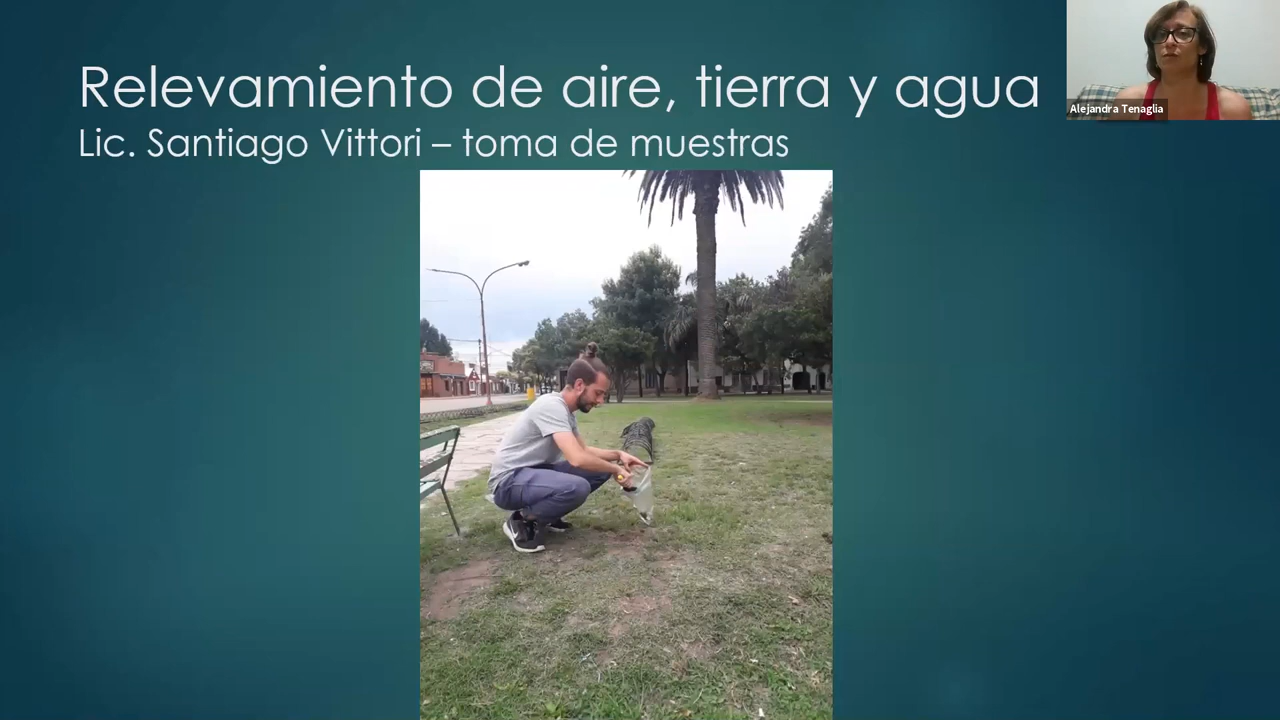 Relevamiento de aire, tierra y agua
Lic. Santiago Vittori – toma de muestras
Alejandra Tenaglia